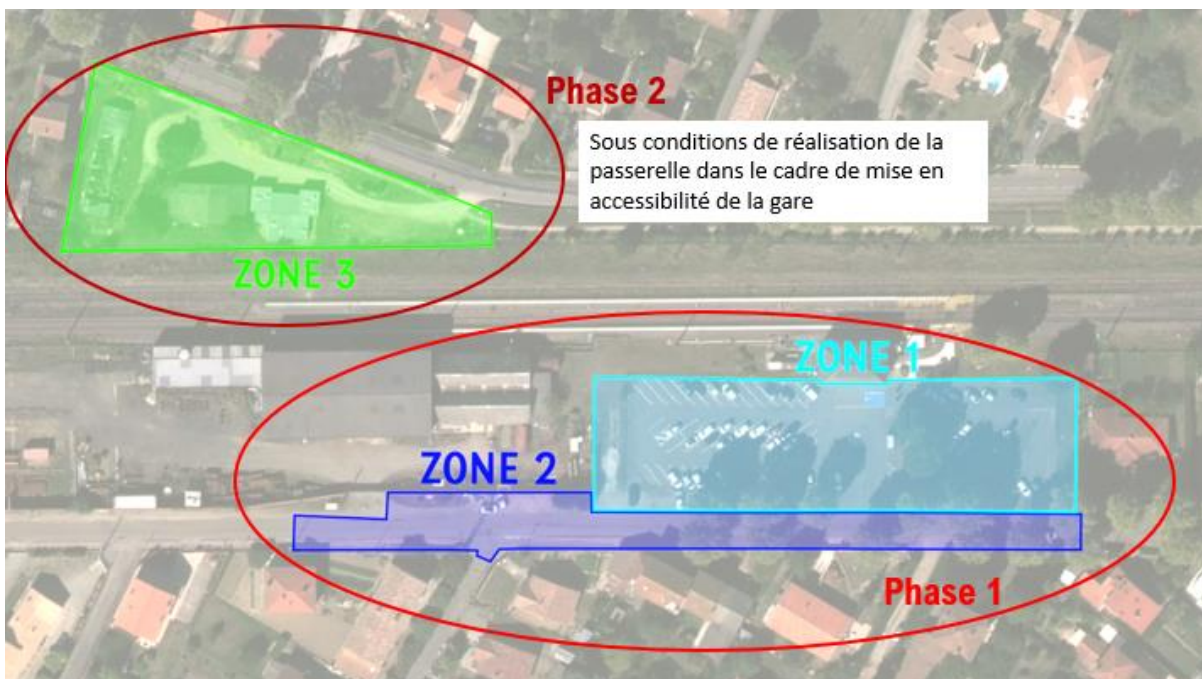 Phase 2
Sous conditions de réalisation de la
passerelle dans le cadre de mise en
accessibilité de la gare
ZONE 3
ZONE 1
ZONE 2
Phase 1